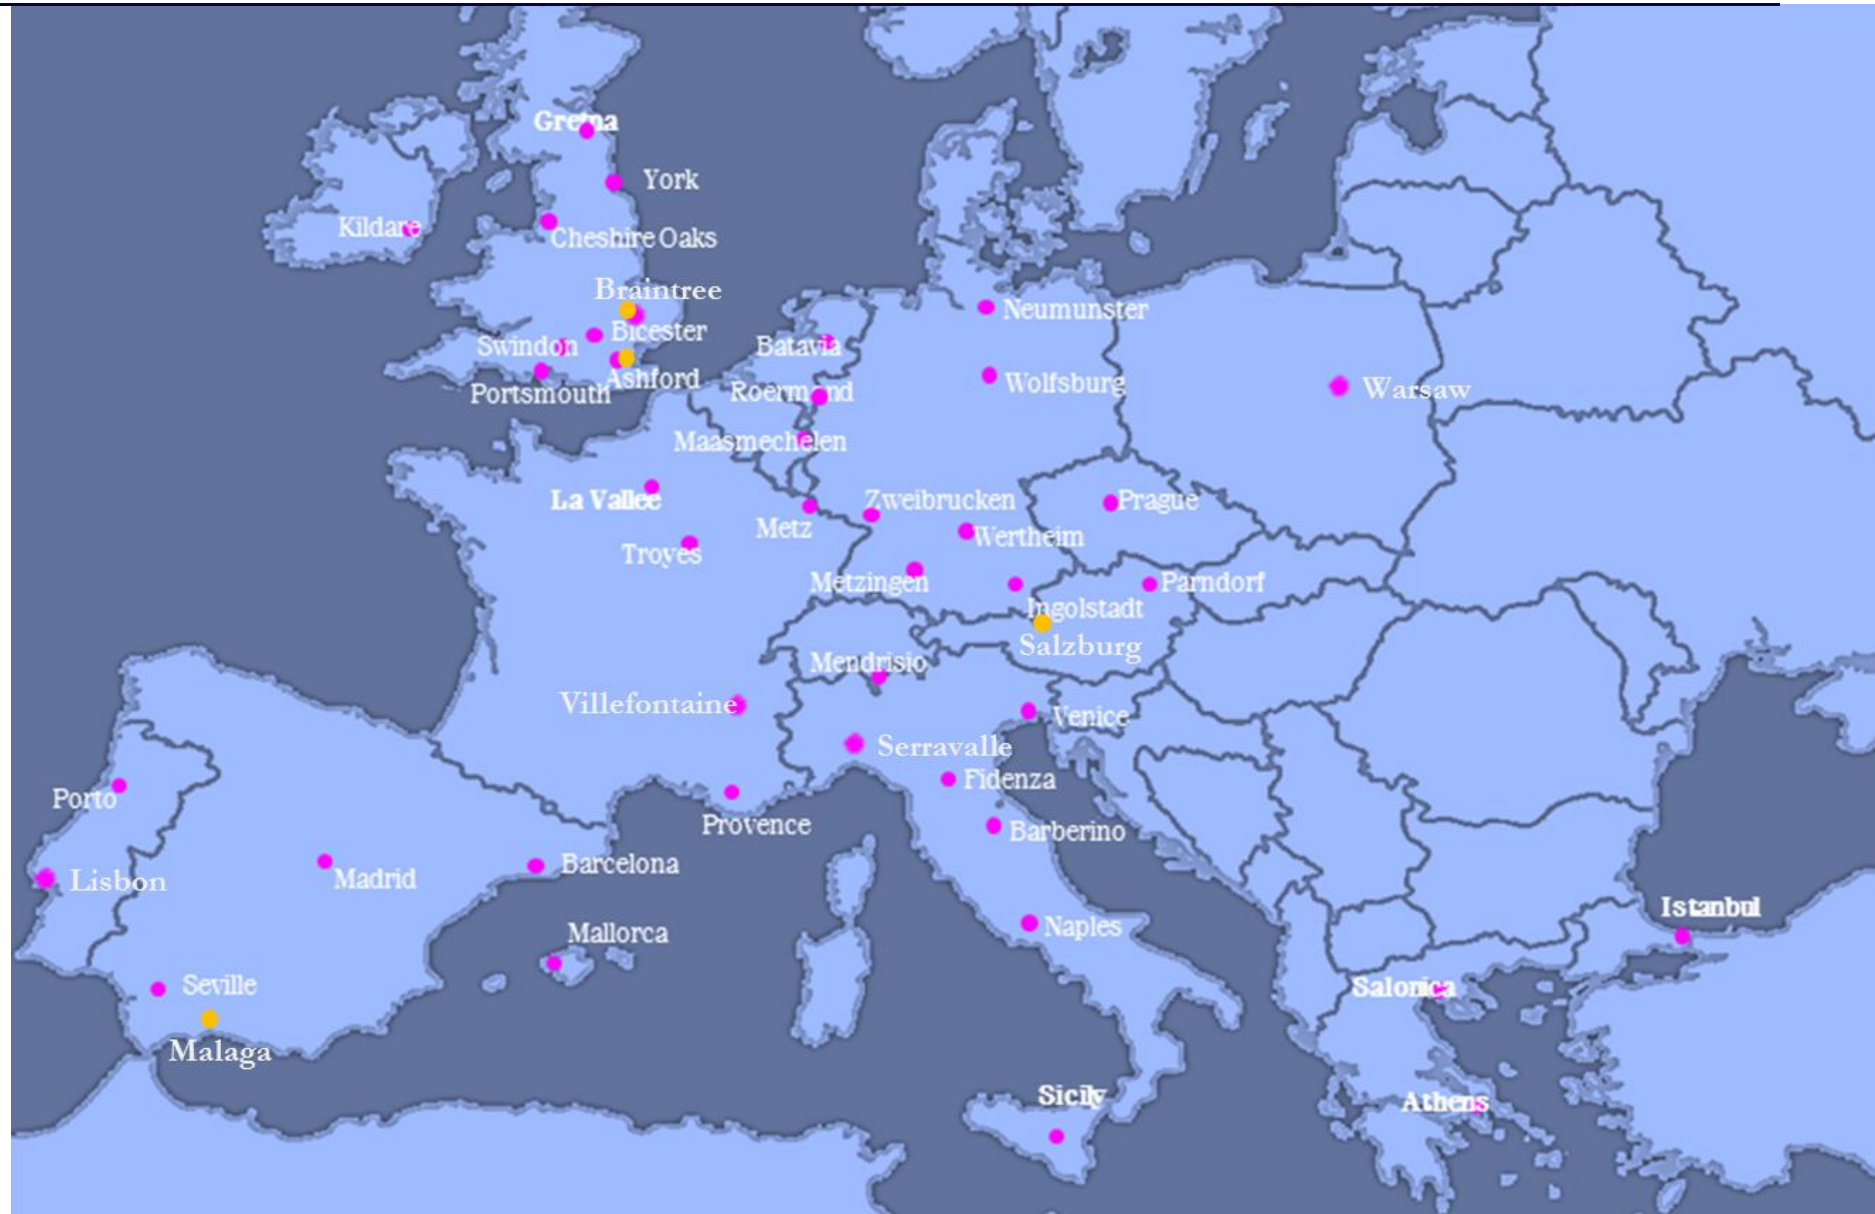 Gretna
York
Kildare
Cheshire Oaks
Braintree
Neumunster
Bicester
Swindon
Batavia
Ashford
Portsmouth
Roermond
Wolfsburg
Warsaw
Maasmechelen
La Vallee
Zweibrucken
Prague
Metz
Wertheim
Troyes
Metzingen
Parndorf
Ingolstadt
Salzburg
Mendrisio
Villefontaine
Venice
Serravalle
Fidenza
Porto
Provence
Barberino
Barcelona
Lisbon
Madrid
Istanbul
Naples
Mallorca
Seville
Salonica
Malaga
Sicily
Athens